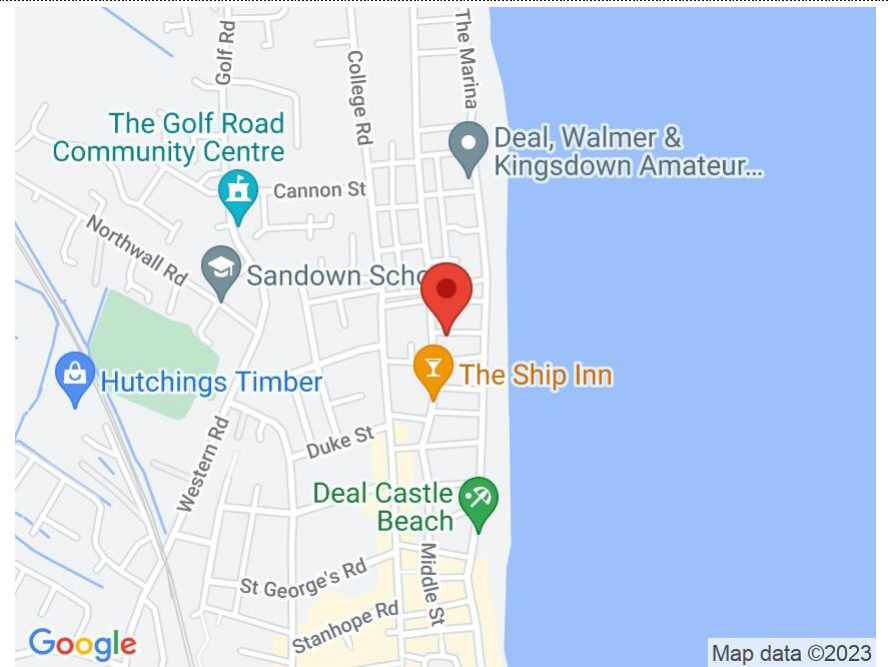 Golf Rd
College Rd
The Marina
The Golf Road
Community Centre
Deal, Walmer &
Kingsdown Amateur...
Cannon St
Northwall Rd
Sandown Scho
Hutchings Timber
The Ship Inn
Western Rd
Duke St
Deal Castle
Beach
Middle St
St George's Rd
Stanhope Rd
Google
Map data ©2023